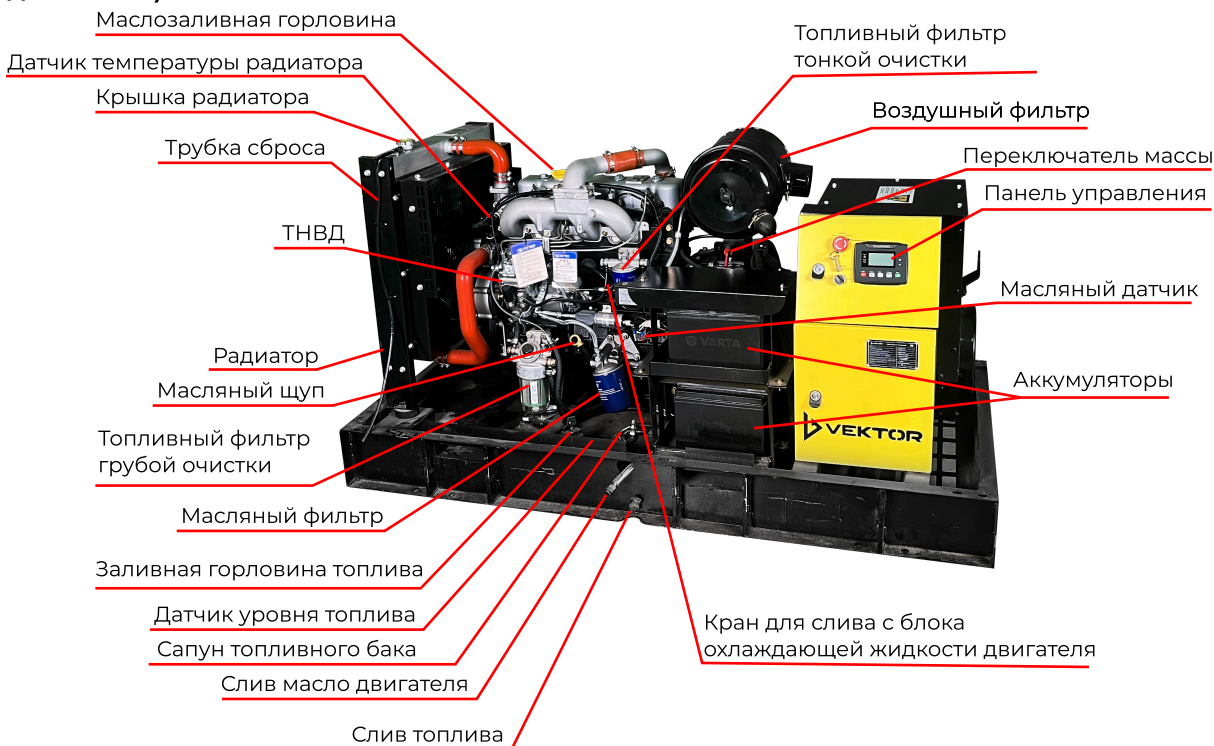 Маслозаливная горловина
Датчик температуры радиатора
Крышка радиатора
Трубка сброса
ТНВД
Радиатор
Масляный щуп
Топливный фильтр
грубой очистки
Масляный фильтр
Заливная горловина топлива
Датчик уровня топлива
Сапун топливного бака
Слив масло двигателя
Слив топлива
Топливный фильтр
тонкой очистки
Воздушный фильтр
Переключатель массы
Панель управления
Масляный датчик
Аккумуляторы
Кран для слива с блока
охлаждающей жидкости двигателя
VARTA
VEKTOR